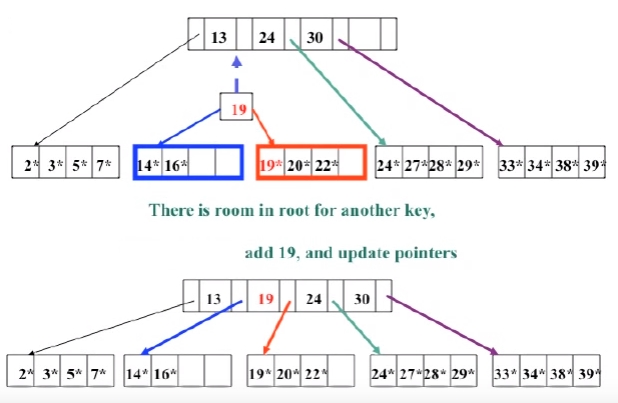 13 24 30
19
2* 3* 5* 7* 14* 16* 19* 20* 22* 24* 27* 28* 29* 33* 34* 38* 39*
There is room in root for another key,
add 19, and update pointers
13 19 24 30
2* 3* 5* 7* 14* 16* 19* 20* 22* 24* 27* 28* 29* 33* 34* 38* 39*